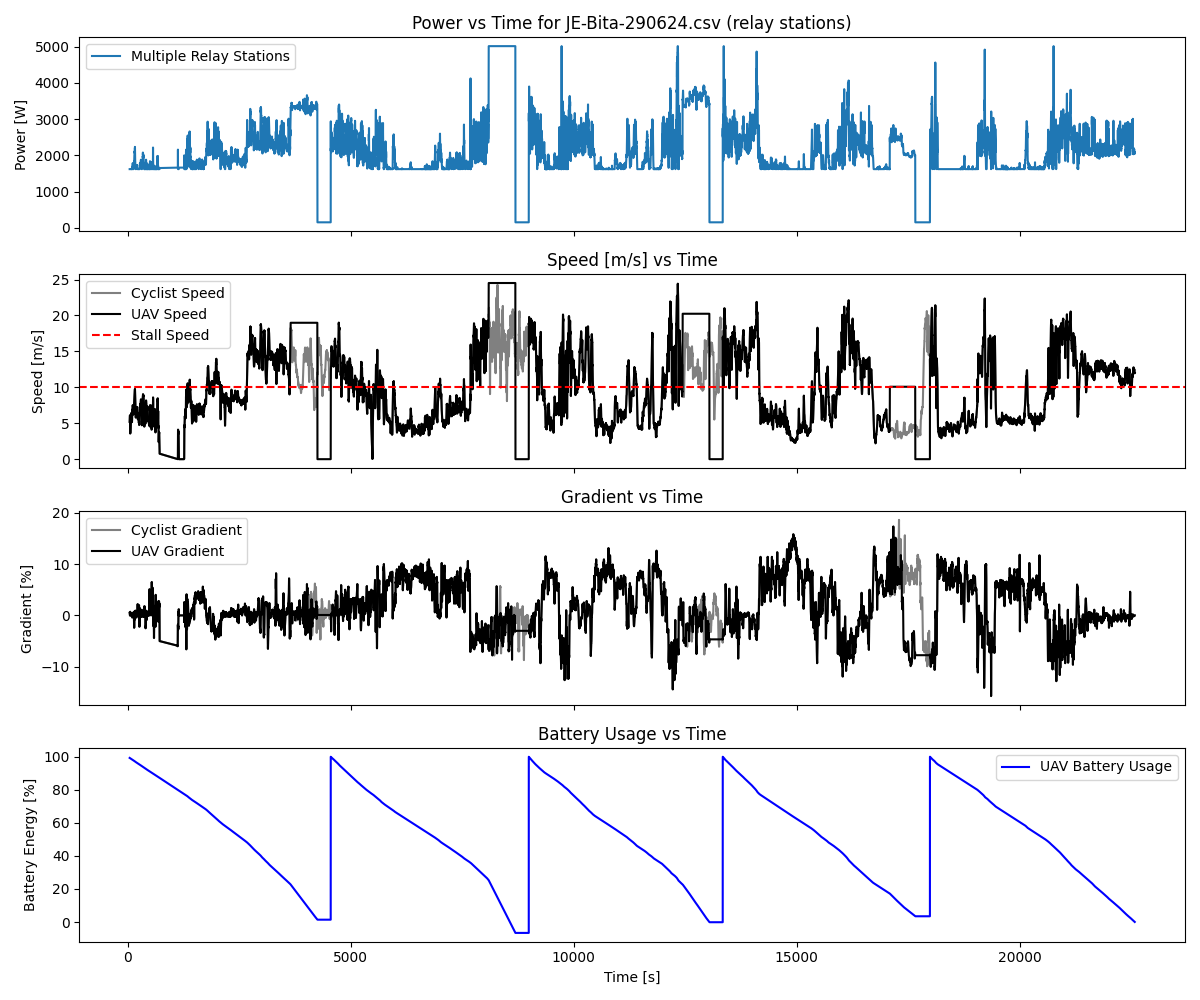 Power vs Time for JE-Bita-290624.csv (relay stations)
Multiple Relay Stations
Power [W]
5000
4000
3000
2000
1000
0
Speed [m/s] vs Time
Cyclist Speed
UAV Speed
Stall Speed
Speed [m/s]
25
20
15
10
5
0
Gradient vs Time
Cyclist Gradient
UAV Gradient
Gradient [%]
20
10
0
−10
Battery Usage vs Time
UAV Battery Usage
Battery Energy [%]
100
80
60
40
20
0
0 5000 10000 15000 20000
Time [s]